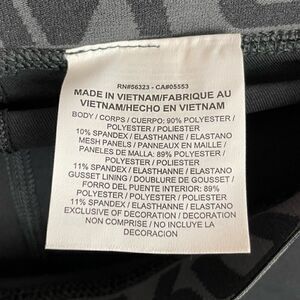 RN#56323 - CA#05553
MADE IN VIETNAM/FABRIQUE AU
VIETNAM/HECHO EN VIETNAM
BODY / CORPS / CUERPO: 90% POLYESTER /
POLYESTER / POLIESTER
10% SPANDEX / ELASTHANNE / ELASTANO
MESH PANELS / PANNEAUX EN MAILLE /
PANELES DE MALLA: 89% POLYESTER /
POLYESTER / POLIESTER
11% SPANDEX / ELASTHANNE / ELASTANO
GUSSET LINING / DOUBLURE DE GOUSSET /
FORRO DEL PUENTE INTERIOR: 89%
POLYESTER / POLYESTER / POLIESTER
11% SPANDEX / ELASTHANNE / ELASTANO
EXCLUSIVE OF DECORATION / DECORATION
NON COMPRISE / NO INCLUYE
DECORADO